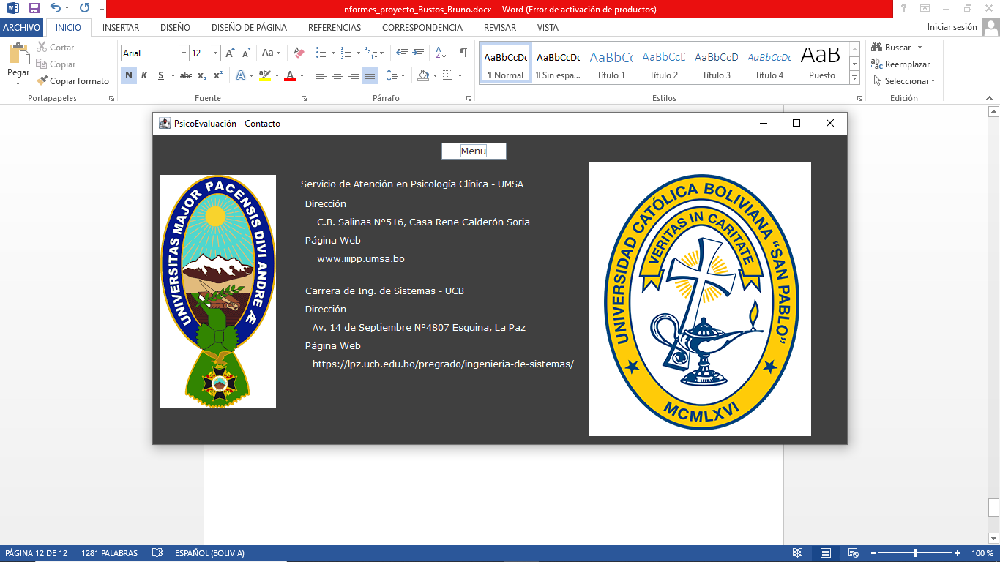 Informes_proyecto_Bustos_Bruno.docx - Word (Error de activación de productos)
ARCHIVO INICIO INSERTAR DISEÑO DISEÑO DE PÁGINA REFERENCIAS CORRESPONDENCIA REVISAR VISTA Iniciar sesión
Pegar
Cortar
Copiar
Copiar formato
Portapapeles
Arial 12
N K S abc x₂ x²
Fuente
Párrafo
AaBbCcDc AaBbCcDc AaBbCc AaBbCcD AaBbCcD AaBbCcDc AaBl
¶ Normal ¶ Sin espa... Título 1 Título 2 Título 3 Título 4 Puesto
Estilos
Buscar
Reemplazar
Seleccionar
Edición
PsicoEvaluación - Contacto
Menu
UNIVERSITAS MAJOR PACENSIS DIVI ANDRE Æ
Servicio de Atención en Psicología Clínica - UMSA
Dirección
C.B. Salinas Nº516, Casa Rene Calderón Soria
Página Web
www.iiipp.umsa.bo
Carrera de Ing. de Sistemas - UCB
Dirección
Av. 14 de Septiembre Nº4807 Esquina, La Paz
Página Web
https://lpz.ucb.edu.bo/pregrado/ingenieria-de-sistemas/
UNIVERSIDAD CATÓLICA BOLIVIANA “SAN PABLO”
VERITAS IN CARITATE
MCMLXVI
PÁGINA 12 DE 12 1281 PALABRAS ESPAÑOL (BOLIVIA) 100 %